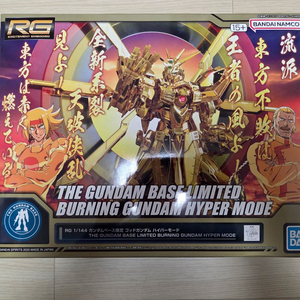 RG
15+
BANDAI NAMCO
流派
東方不敗は
王者の風よ！
全新
系裂
天破侠乱
見よ！
東方は赤く
燃えている
THE GUNDAM BASE LIMITED
BURNING GUNDAM HYPER MODE
RG 1/144 ガンダムベース限定 ゴッドガンダム ハイパーモード
THE GUNDAM BASE LIMITED BURNING GUNDAM HYPER MODE
BANDAI